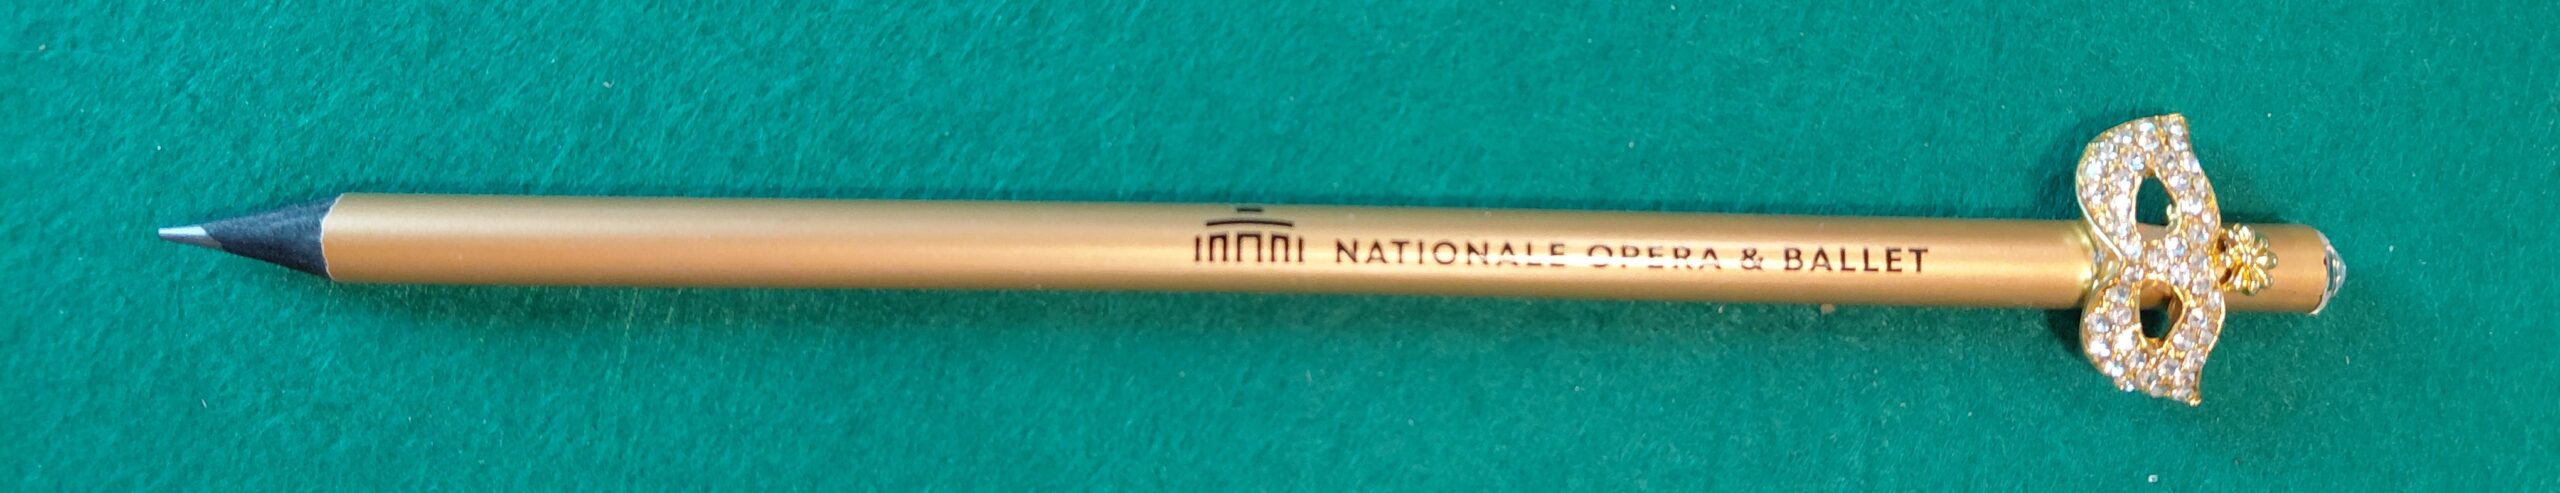 NATIONALE OPERA & BALLET